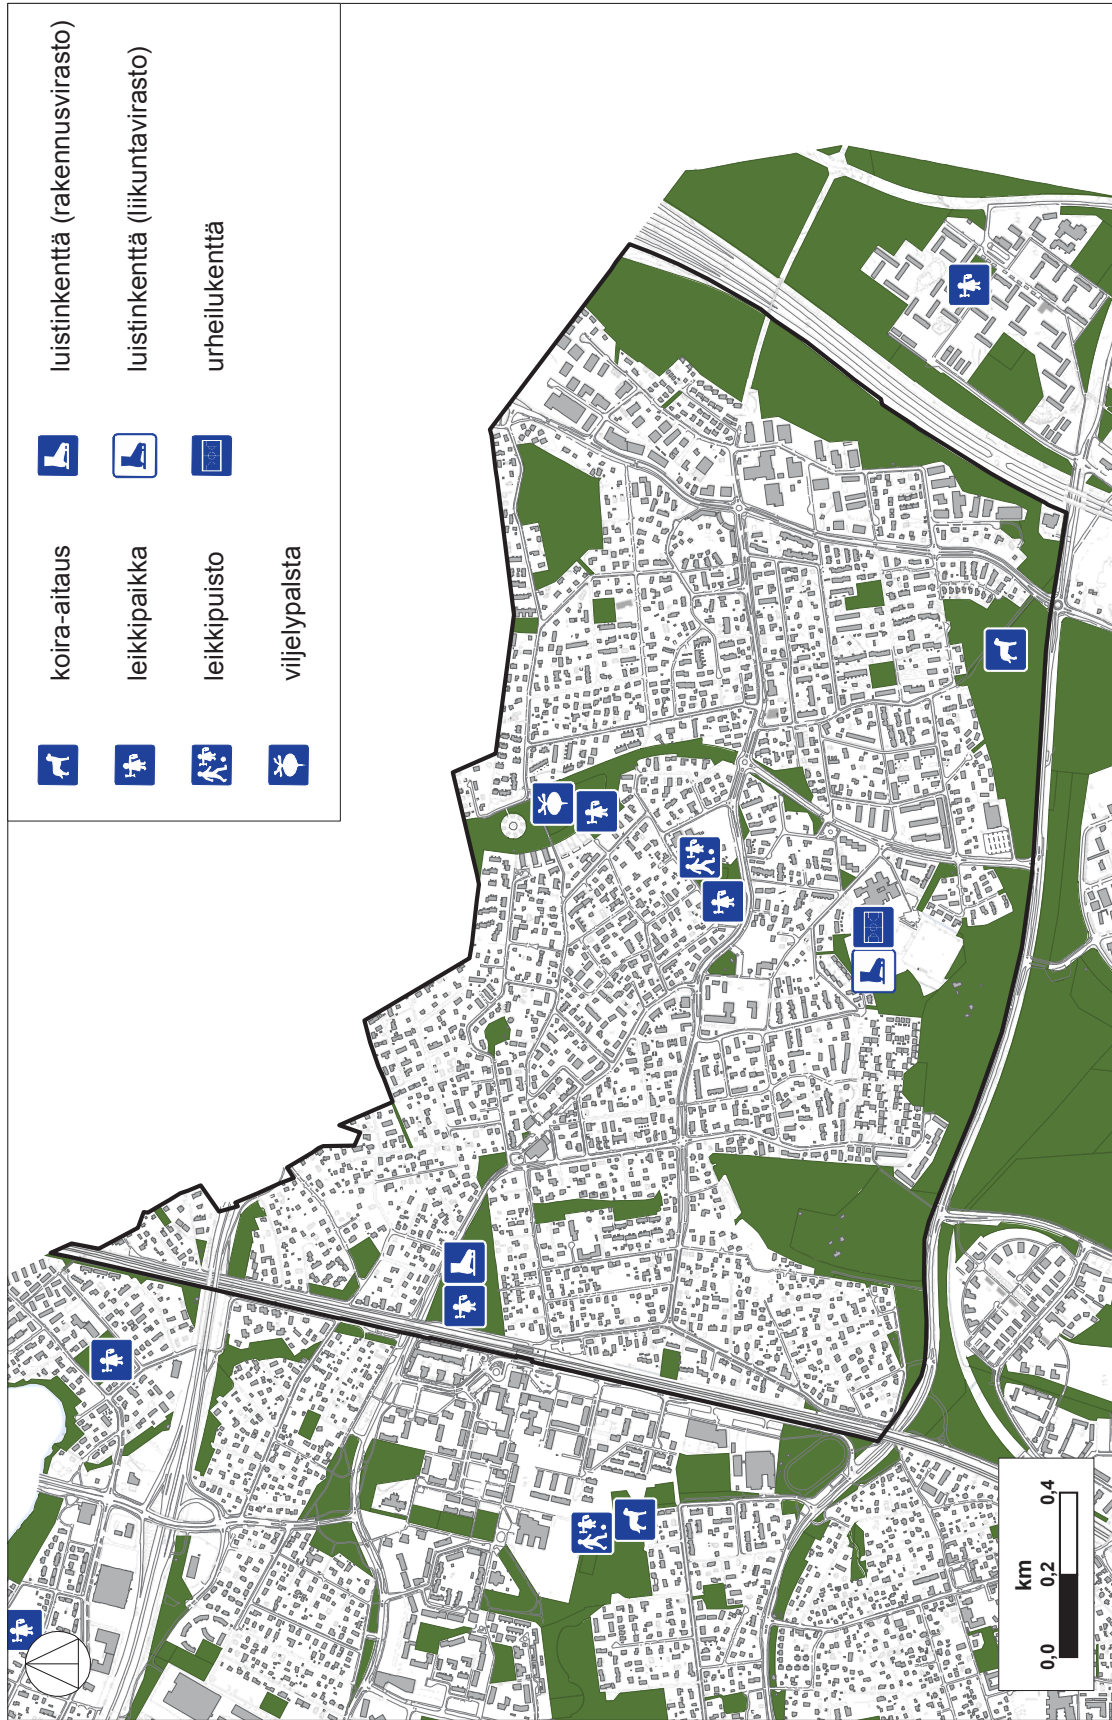 koira-aitaus
leikkipaikka
leikkipuisto
viljelypalsta
luistinkenttä (rakennusvirasto)
luistinkenttä (liikuntavirasto)
urheilukenttä
km
0,0 0,2 0,4